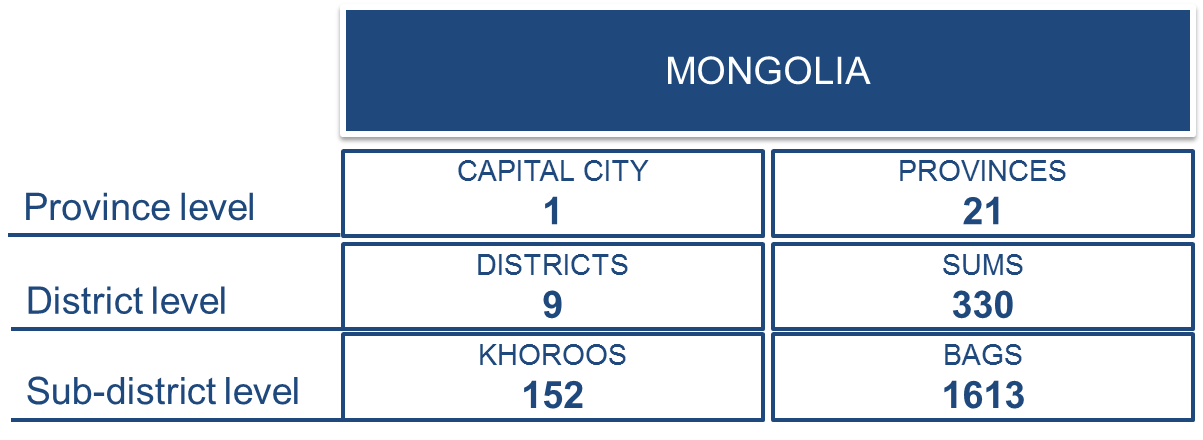 MONGOLIA
CAPITAL CITY
PROVINCES
Province level
1
21
DISTRICTS
SUMS
District level
9
330
KHOROOS
BAGS
Sub-district level
152
1613